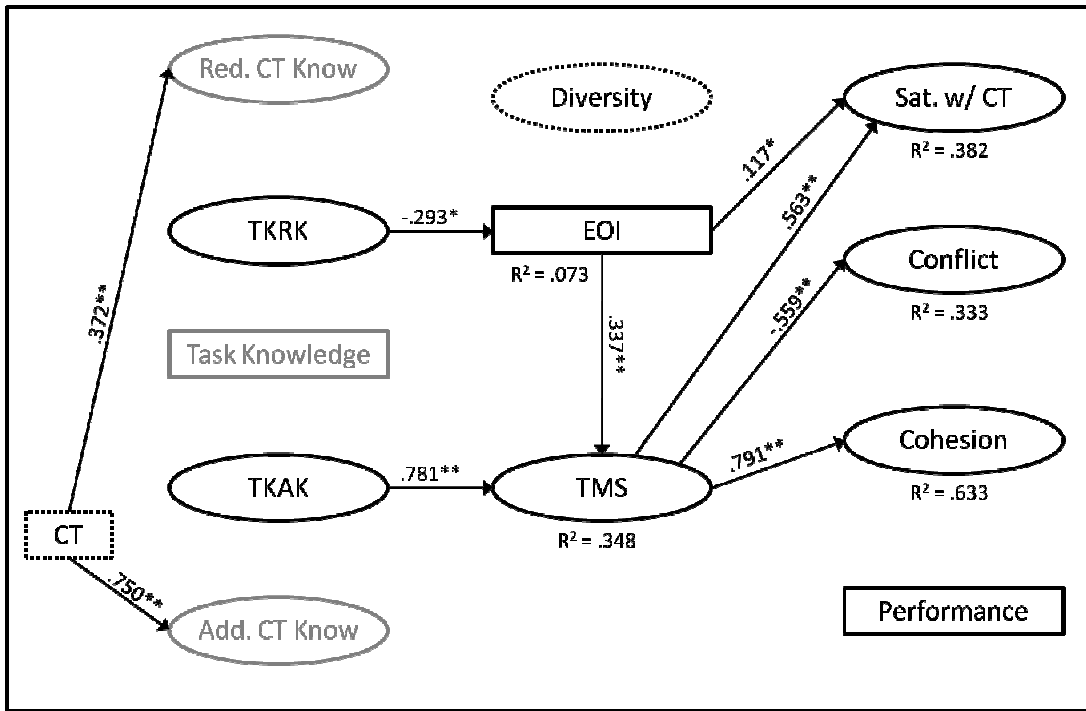 Red. CT Know
Diversity
Sat. w/ CT
R² = .382
.117*
.563**
.372**
TKRK
-.293*
EOI
R² = .073
Conflict
R² = .333
-.559**
.337**
Task Knowledge
Cohesion
R² = .633
.791**
TKAK
.781**
TMS
R² = .348
CT
.750**
Add. CT Know
Performance